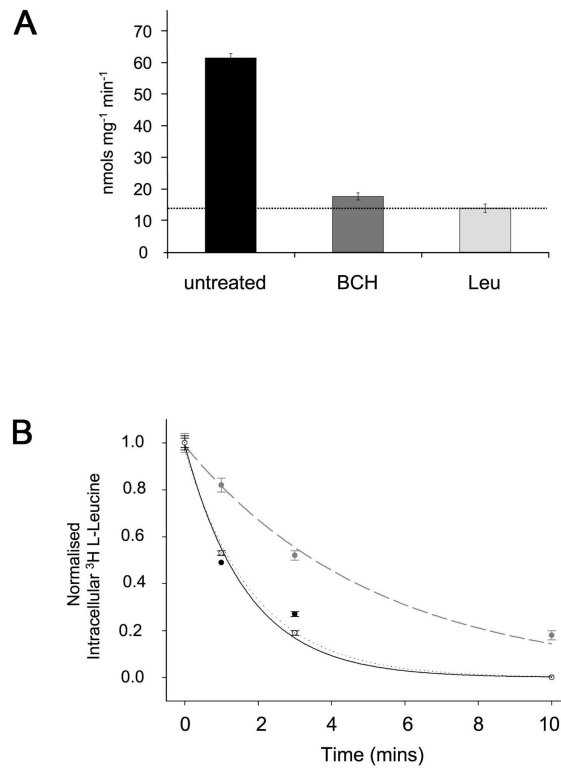 A
nmols mg⁻¹ min⁻¹
70
60
50
40
30
20
10
0
untreated
BCH
Leu
B
Normalised
Intracellular ³H L-Leucine
1.0
0.8
0.6
0.4
0.2
0.0
0
2
4
6
8
10
Time (mins)